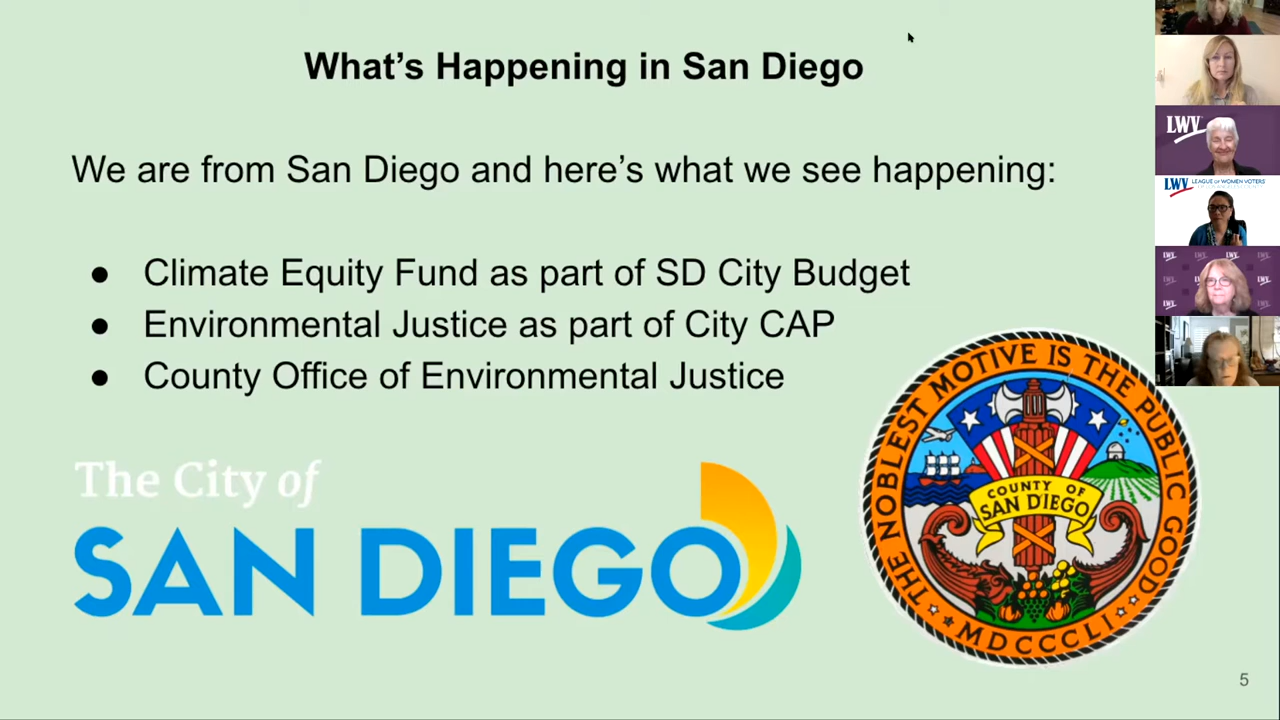 What's Happening in San Diego
We are from San Diego and here's what we see happening:
● Climate Equity Fund as part of SD City Budget
● Environmental Justice as part of City CAP
● County Office of Environmental Justice
The City of
SAN DIEGO
THE NOBLEST MOTIVE IS THE PUBLIC GOOD
COUNTY OF
SAN DIEGO
MDCCCLI
5
LWV
LWV LEAGUE OF WOMEN VOTERS
LWV